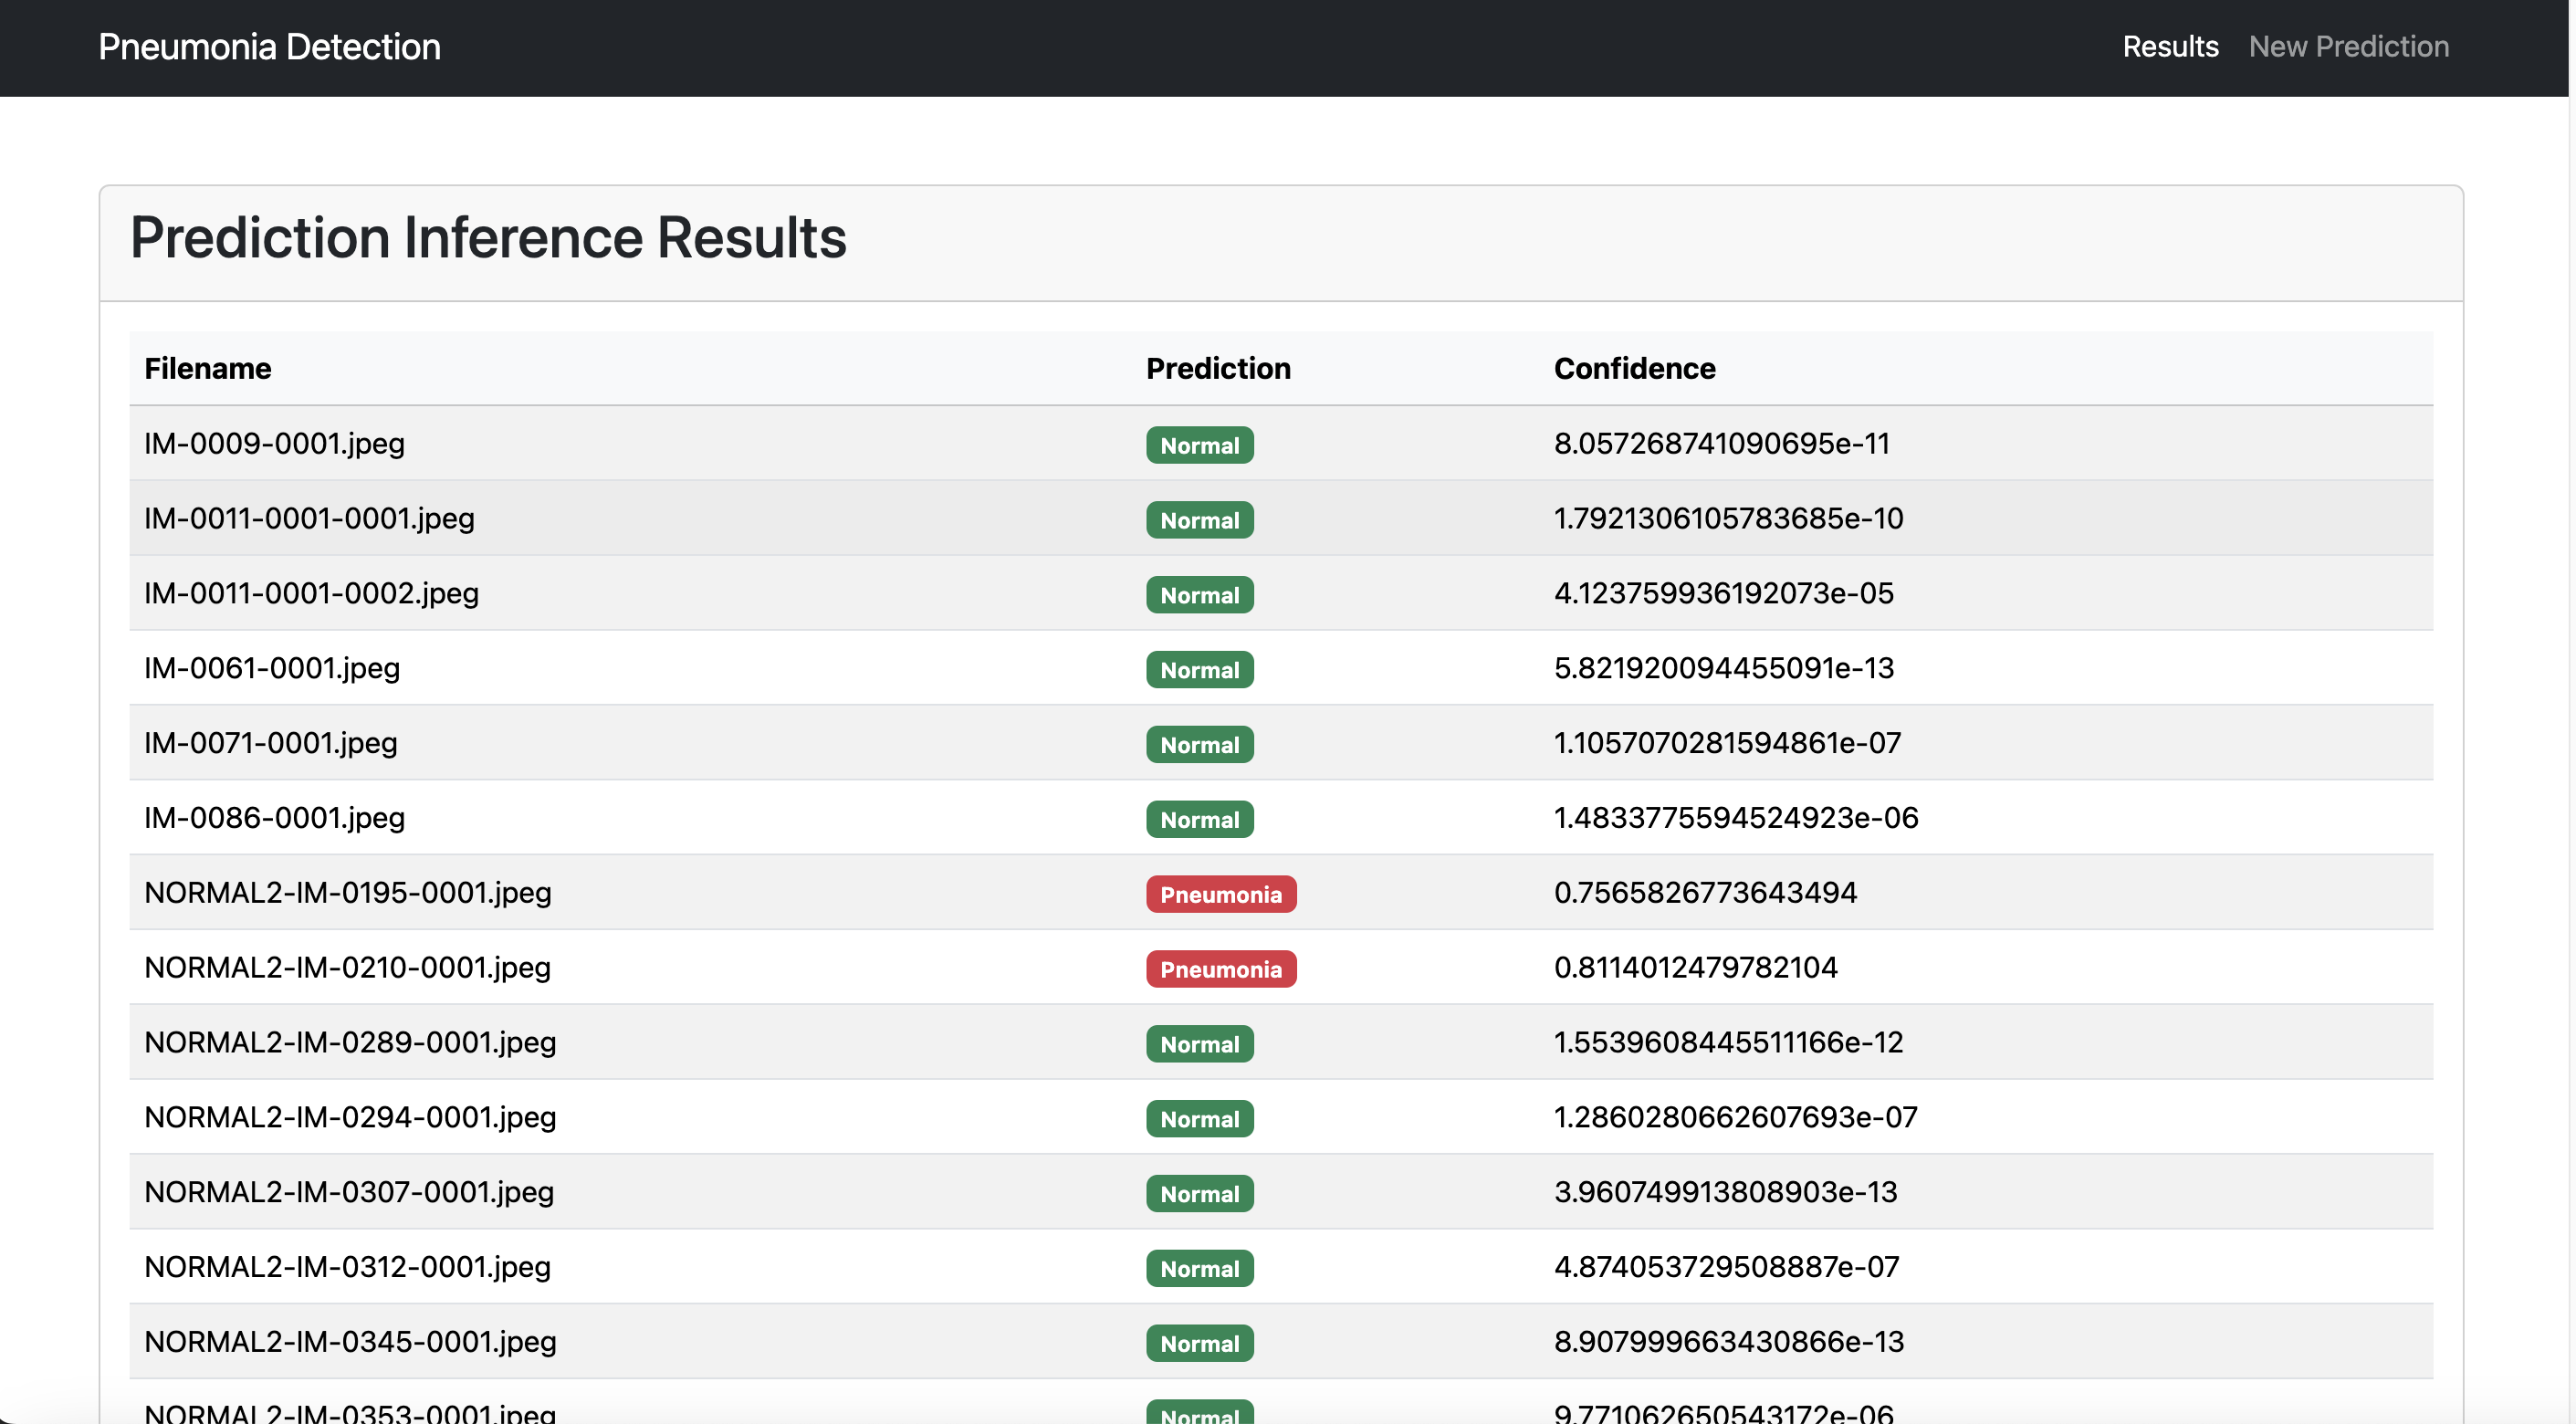 Pneumonia Detection Results New Prediction
Prediction Inference Results
Filename Prediction Confidence
IM-0009-0001.jpeg Normal 8.057268741090695e-11
IM-0011-0001-0001.jpeg Normal 1.7921306105783685e-10
IM-0011-0001-0002.jpeg Normal 4.123759936192073e-05
IM-0061-0001.jpeg Normal 5.821920094455091e-13
IM-0071-0001.jpeg Normal 1.1057070281594861e-07
IM-0086-0001.jpeg Normal 1.4833775594524923e-06
NORMAL2-IM-0195-0001.jpeg Pneumonia 0.7565826773643494
NORMAL2-IM-0210-0001.jpeg Pneumonia 0.8114012479782104
NORMAL2-IM-0289-0001.jpeg Normal 1.5539608445511166e-12
NORMAL2-IM-0294-0001.jpeg Normal 1.2860280662607693e-07
NORMAL2-IM-0307-0001.jpeg Normal 3.960749913808903e-13
NORMAL2-IM-0312-0001.jpeg Normal 4.874053729508887e-07
NORMAL2-IM-0345-0001.jpeg Normal 8.907999663430866e-13
NORMAL2-IM-0353-0001.jpeg Normal 9.771062650543172e-06